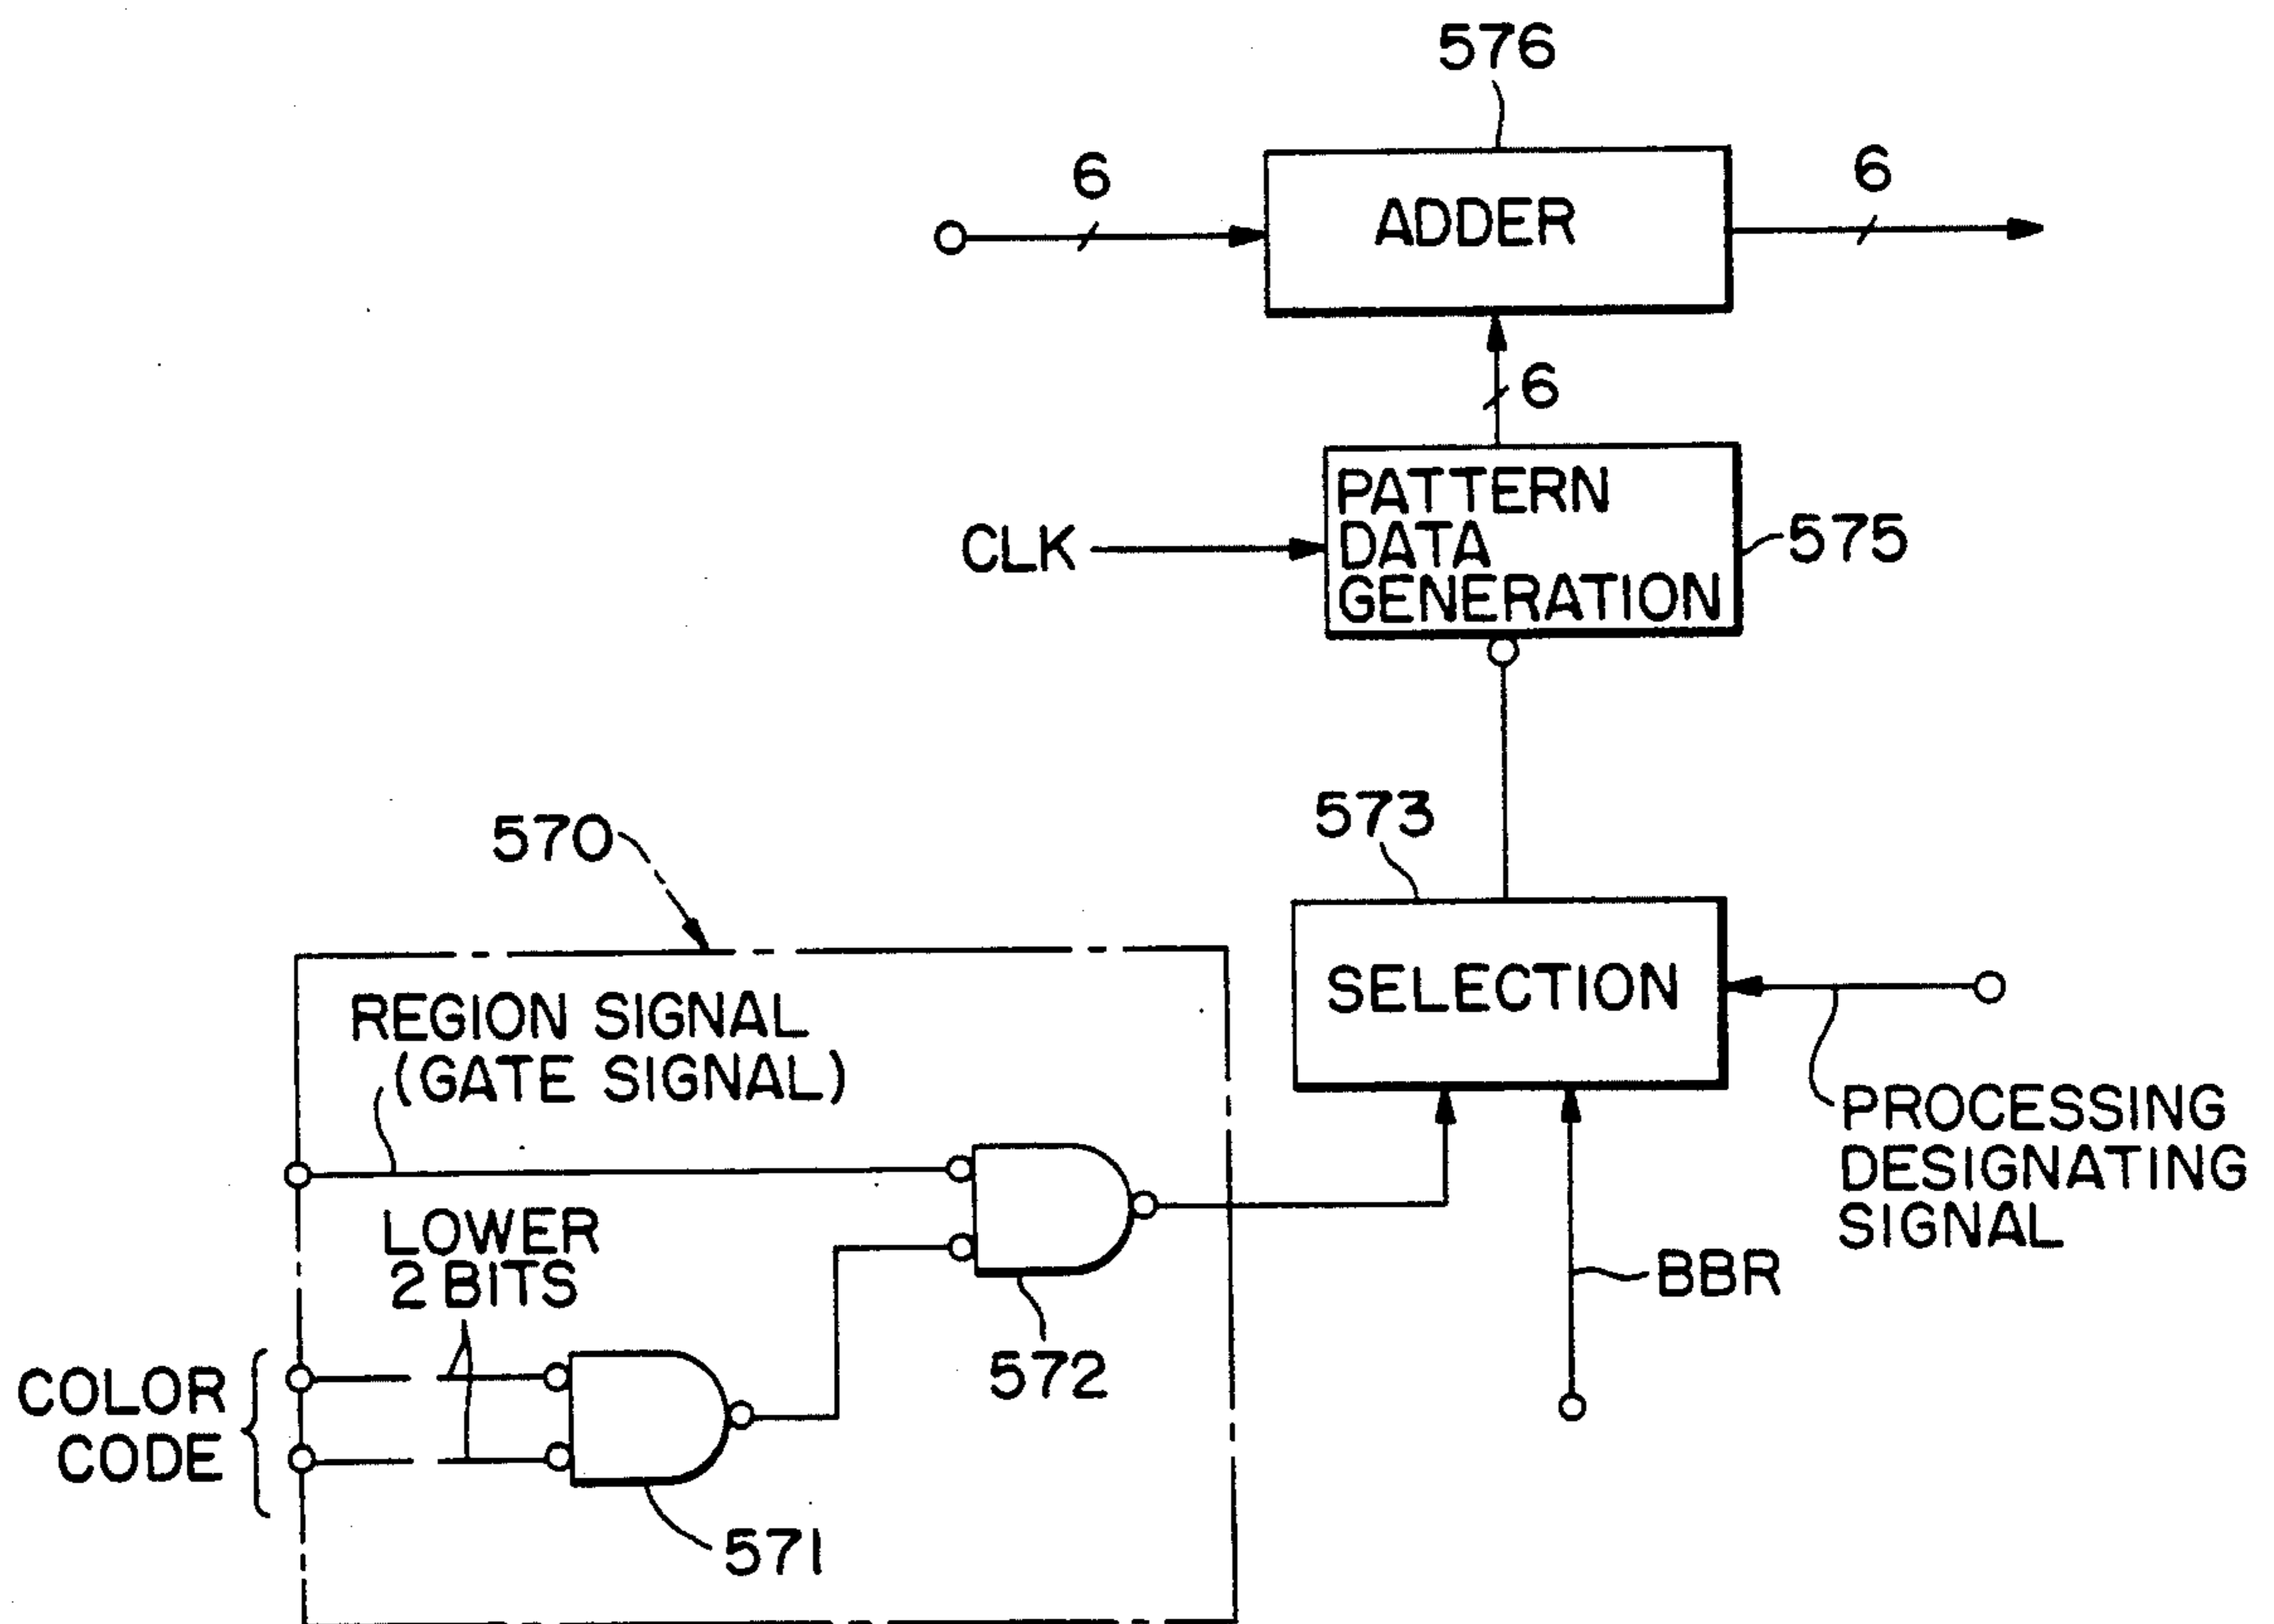 576
6
6
ADDER
6
PATTERN
DATA
GENERATION
CLK
575
573
570
SELECTION
REGION SIGNAL
(GATE SIGNAL)
PROCESSING
DESIGNATING
SIGNAL
LOWER
2 BITS
BBR
572
COLOR
CODE
571